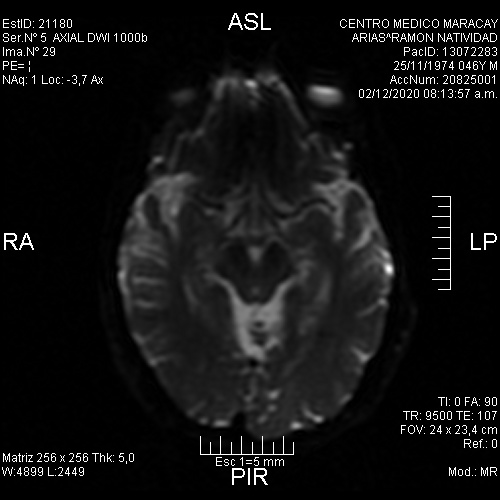 EstID: 21180
Ser.Nº 5 AXIAL DWI 1000b
Ima.Nº 29
PE= ¦
NAq: 1 Loc: -3,7 Ax
ASL
CENTRO MEDICO MARACAY
ARIAS^RAMON NATIVIDAD
PacID: 13072283
25/11/1974 046Y M
AccNum: 20825001
02/12/2020 08:13:57 a.m.
RA
LP
TI: 0 FA: 90
TR: 9500 TE: 107
FOV: 24 x 23,4 cm
Ref.: 0
Mod.: MR
Matriz 256 x 256 Thk: 5,0
W:4899 L:2449
Esc 1=5 mm
PIR